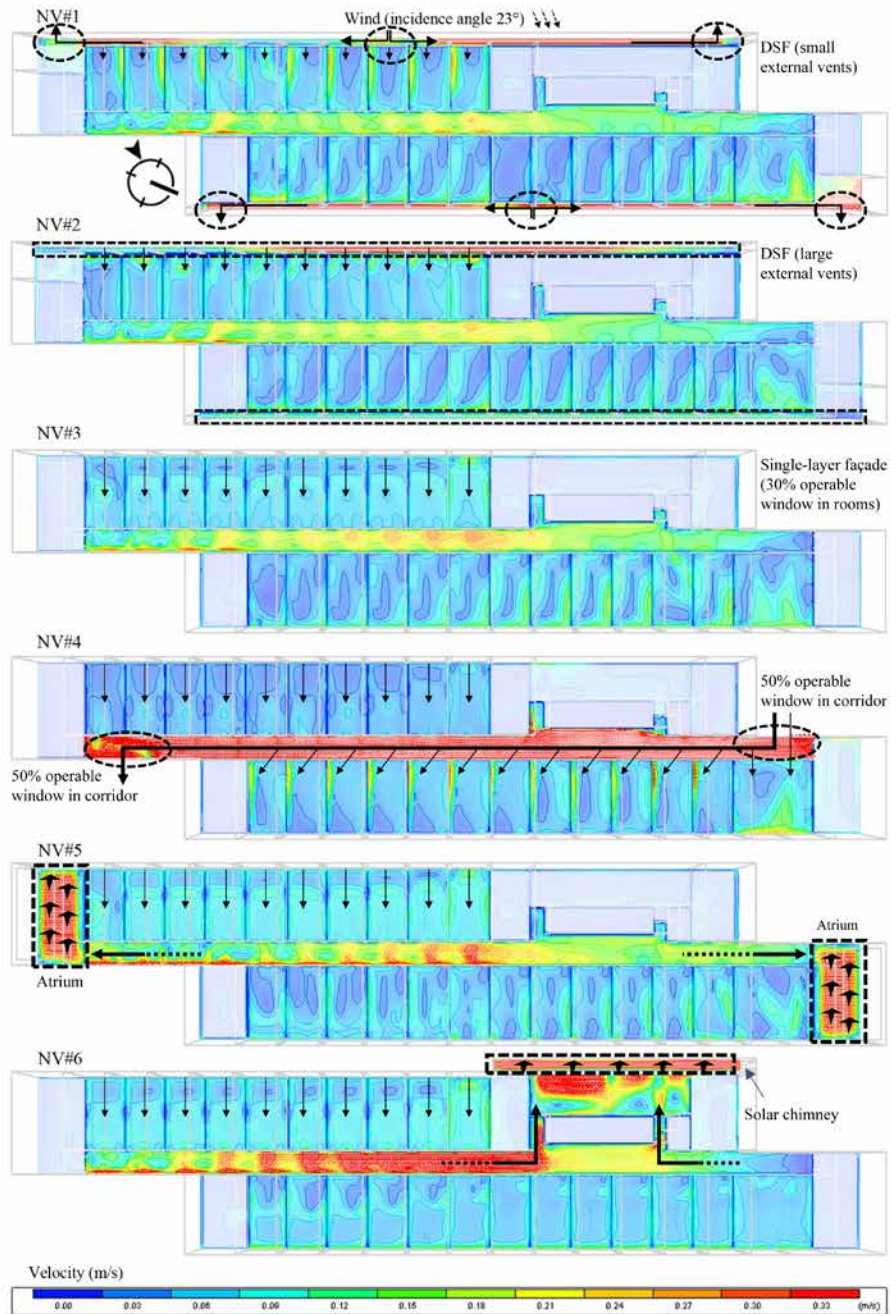 NV#1
Wind (incidence angle 23°)
DSF (small
external vents)
NV#2
DSF (large
external vents)
NV#3
Single-layer façade
(30% operable
window in rooms)
NV#4
50% operable
window in corridor
50% operable
window in corridor
NV#5
Atrium
Atrium
NV#6
Solar chimney
Velocity (m/s)
0.00 0.03 0.06 0.09 0.12 0.15 0.18 0.21 0.24 0.27 0.30 0.33 (m/s)